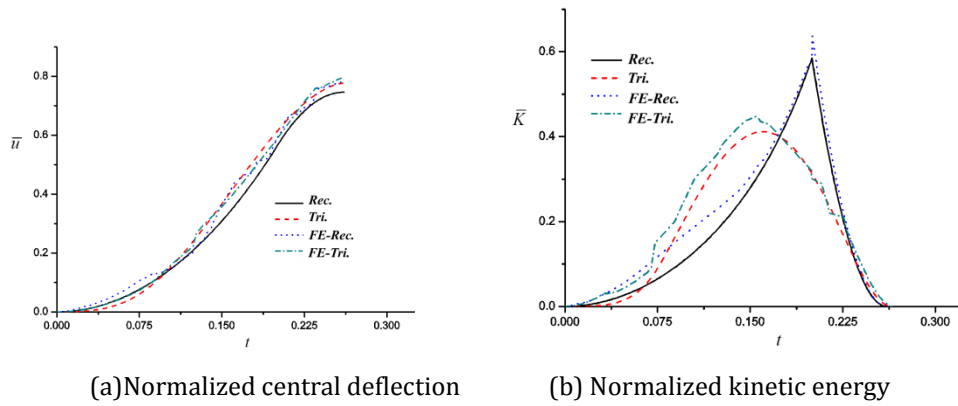 0.8
0.6
ū
0.4
0.2
0.0
Rec.
Tri.
FE-Rec.
FE-Tri.
0.000 0.075 0.150 0.225 0.300
t
0.6
K̄
0.4
0.2
0.0
Rec.
Tri.
FE-Rec.
FE-Tri.
0.000 0.075 0.150 0.225 0.300
t
(a)Normalized central deflection (b) Normalized kinetic energy